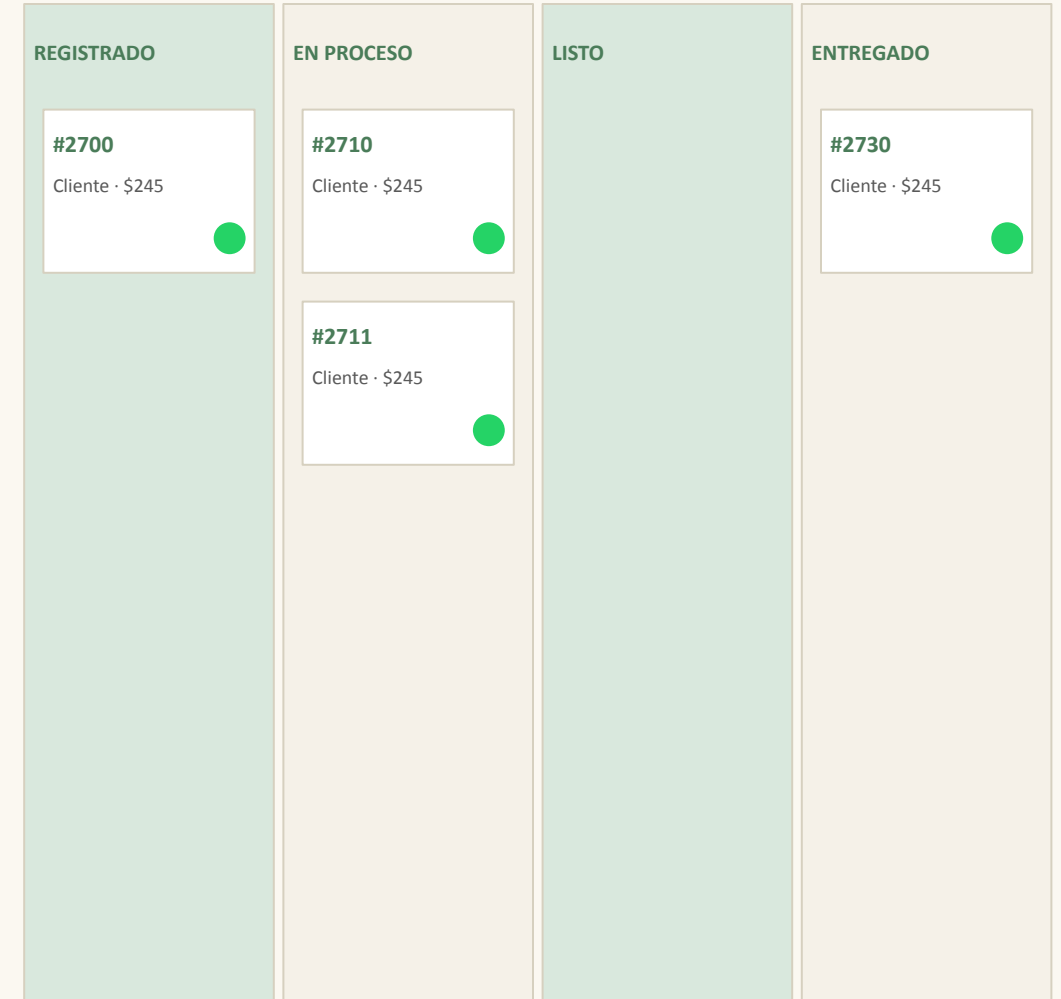 REGISTRADO
#2700
Cliente · $245
EN PROCESO
#2710
Cliente · $245
#2711
Cliente · $245
LISTO
ENTREGADO
#2730
Cliente · $245